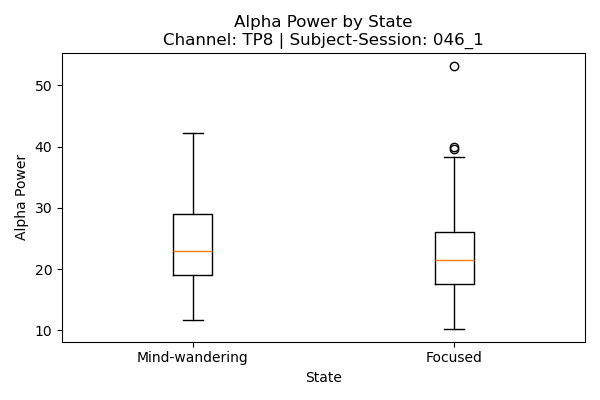 Alpha Power by State
Channel: TP8 | Subject-Session: 046_1
Alpha Power
50
40
30
20
10
Mind-wandering
Focused
State